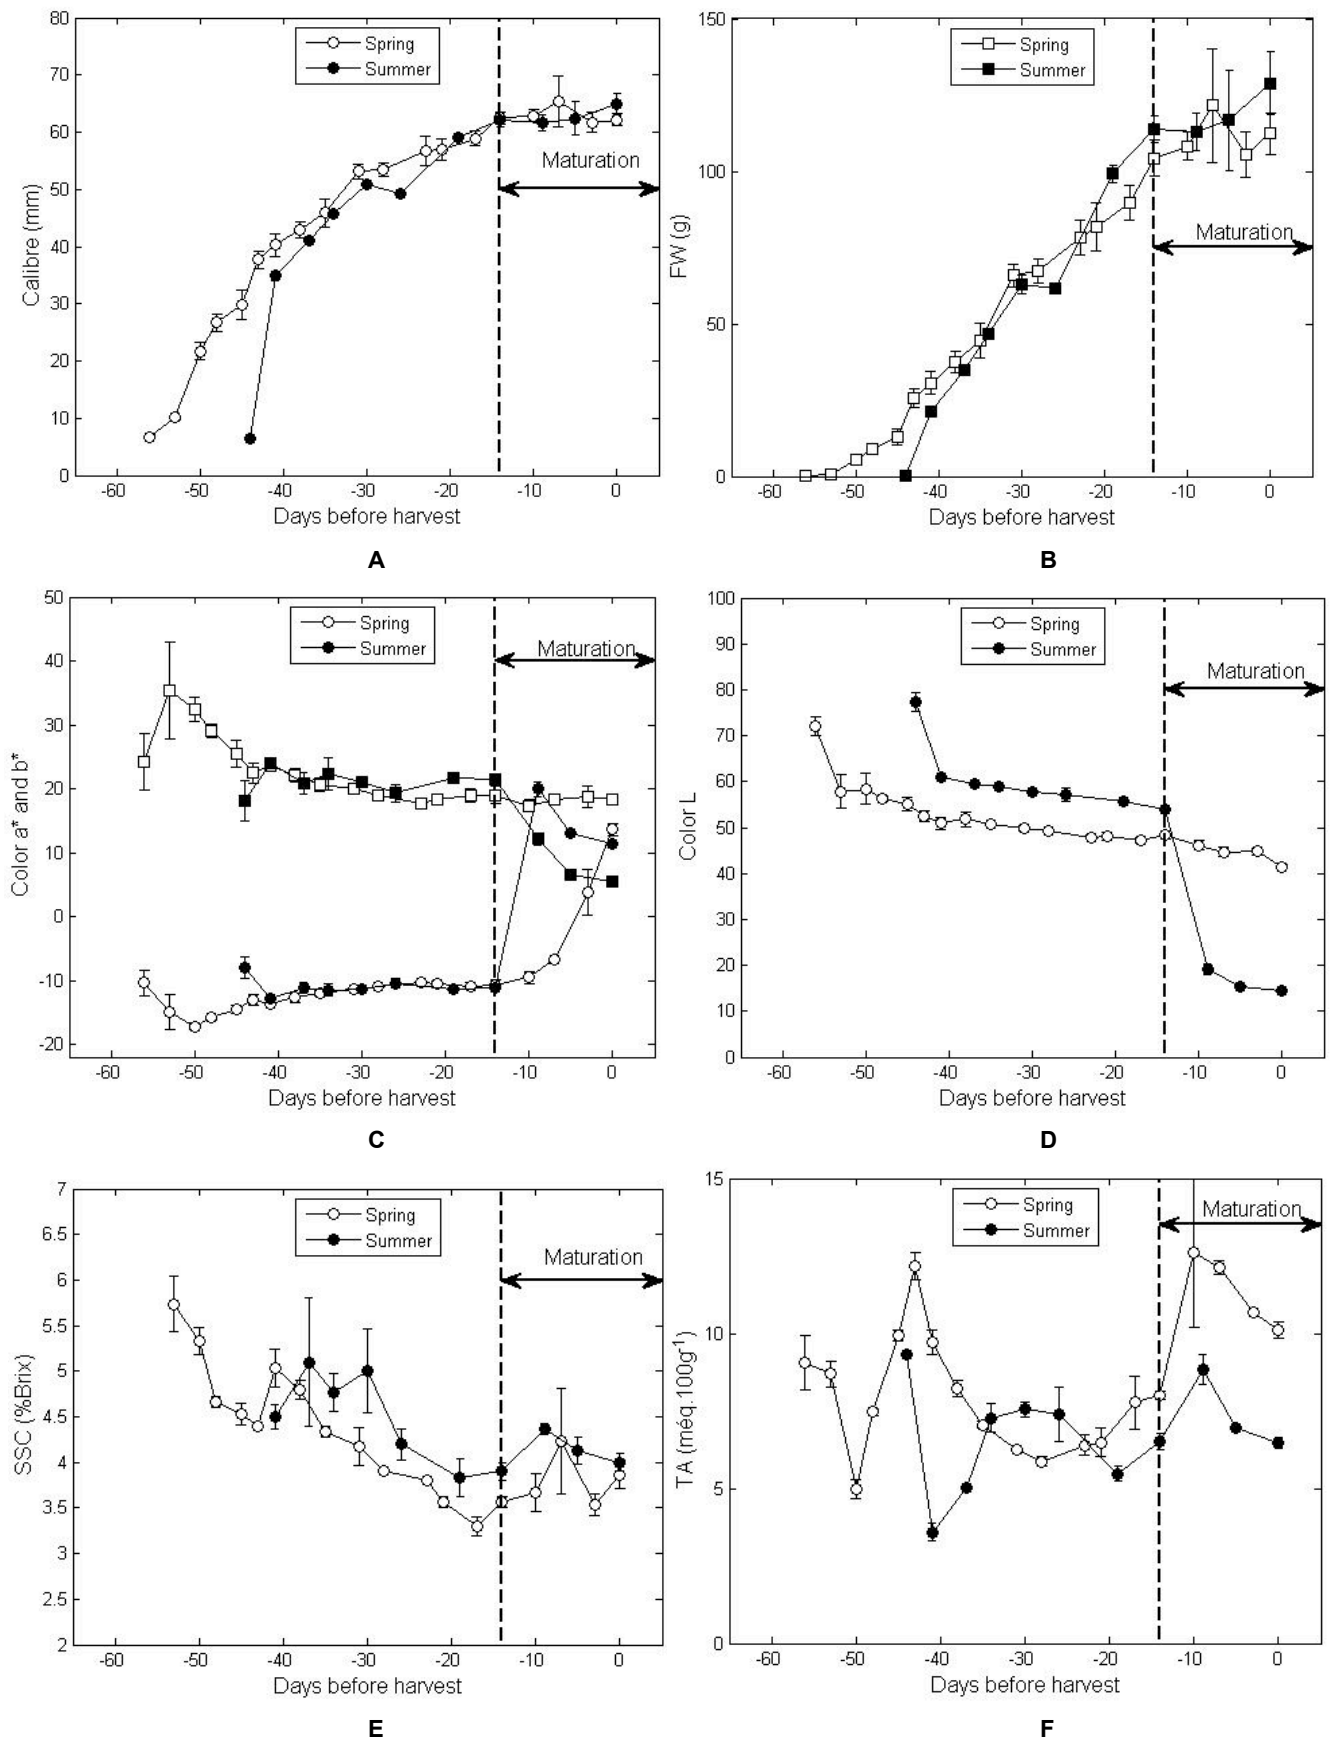 80
70
60
50
40
30
20
10
0
Calibre (mm)
Spring
Summer
Maturation
-60
-50
-40
-30
-20
-10
0
Days before harvest
A
150
100
50
0
FW (g)
Spring
Summer
Maturation
-60
-50
-40
-30
-20
-10
0
Days before harvest
B
50
40
30
20
10
0
-10
-20
Color a* and b*
Spring
Summer
Maturation
-60
-50
-40
-30
-20
-10
0
Days before harvest
C
100
90
80
70
60
50
40
30
20
10
0
Color L
Spring
Summer
Maturation
-60
-50
-40
-30
-20
-10
0
Days before harvest
D
7
6.5
6
5.5
5
4.5
4
3.5
3
2.5
2
SSC (%Brix)
Spring
Summer
Maturation
-60
-50
-40
-30
-20
-10
0
Days before harvest
E
15
10
5
0
TA (méq.100g⁻¹)
Spring
Summer
Maturation
-60
-50
-40
-30
-20
-10
0
Days before harvest
F